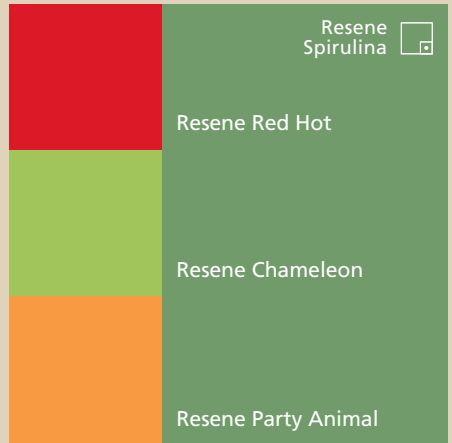 Resene
Spirulina
Resene Red Hot
Resene Chameleon
Resene Party Animal